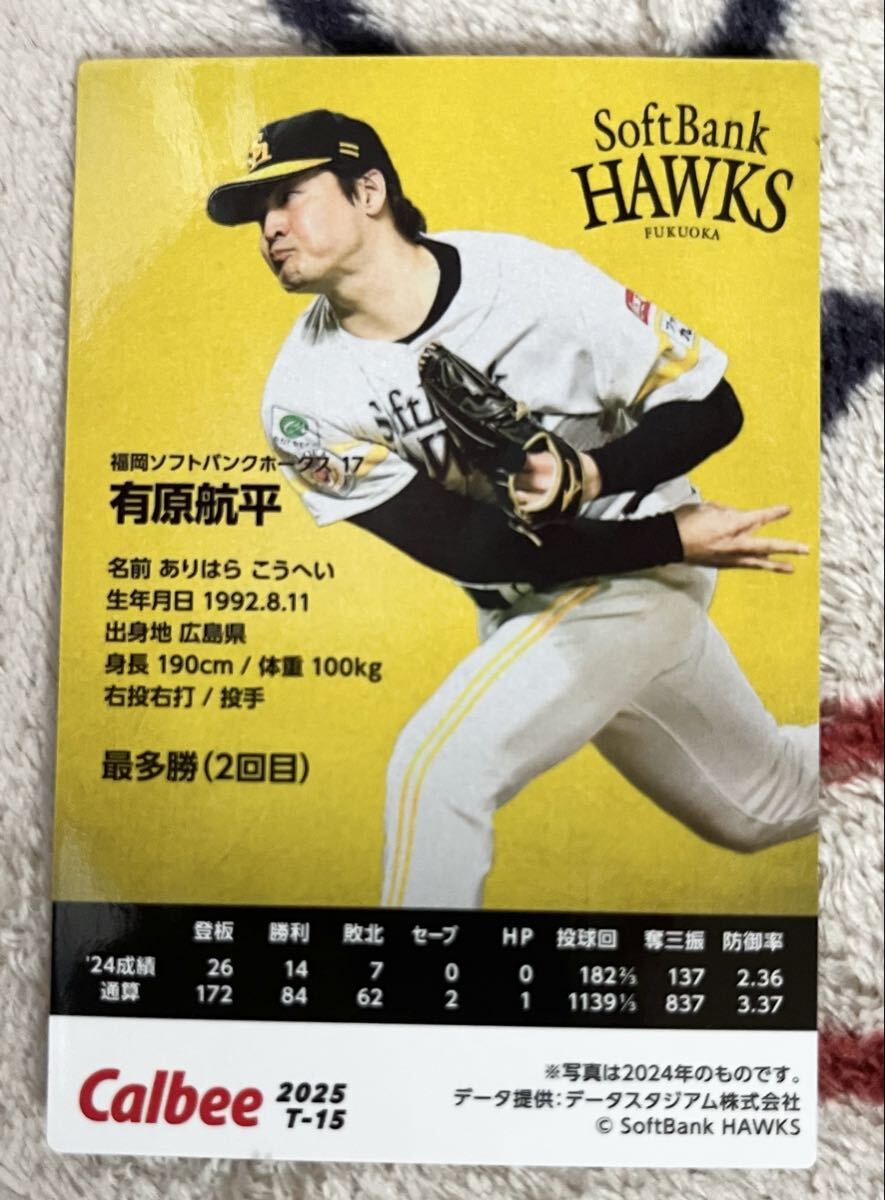 SoftBank
HAWKS
FUKUOKA
SoftBank
福岡ソフトバンクホークス 17
有原航平
名前 ありはら こうへい
生年月日 1992.8.11
出身地 広島県
身長 190cm / 体重 100kg
右投右打 / 投手
最多勝(2回目)
登板 勝利 敗北 セーブ HP 投球回 奪三振 防御率
'24成績 26 14 7 0 0 182⅔ 137 2.36
通算 172 84 62 2 1 1139⅓ 837 3.37
Calbee 2025
T-15
※写真は2024年のものです。
データ提供:データスタジアム株式会社
© SoftBank HAWKS